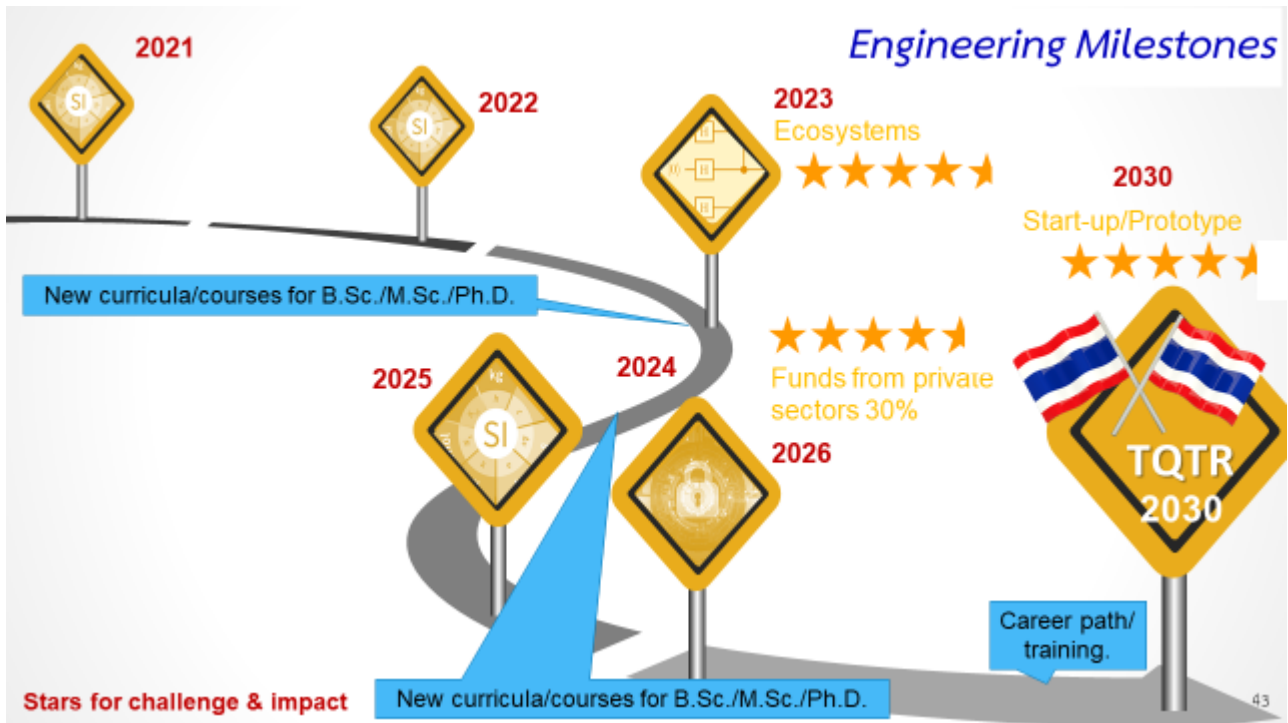 Engineering Milestones
2021
2022
2023
Ecosystems
2030
Start-up/Prototype
SI
SI
H
H
H
New curricula/courses for B.Sc./M.Sc./Ph.D.
2025
2024
Funds from private
sectors 30%
2026
kg
SI
TQTR
2030
Career path/
training.
Stars for challenge & impact
New curricula/courses for B.Sc./M.Sc./Ph.D.
43